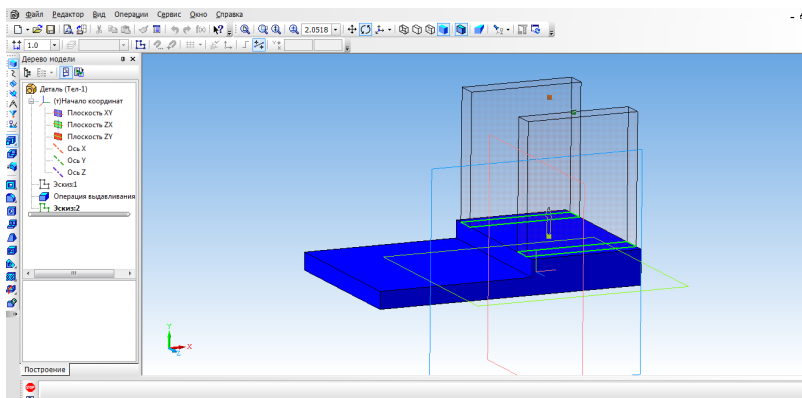 Файл Редактор Вид Операции Сервис Окно Справка
2.0518
1.0
Дерево модели
Деталь (Тел-1)
(т)Начало координат
Плоскость XY
Плоскость ZX
Плоскость ZY
Ось X
Ось Y
Ось Z
Эскиз:1
Операция выдавливания
Эскиз:2
Построение
Y
X
Z
STOP